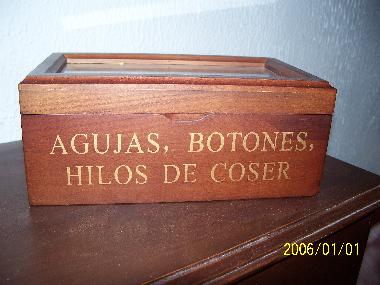 AGUJAS, BOTONES,
HILOS DE COSER
2006/01/01